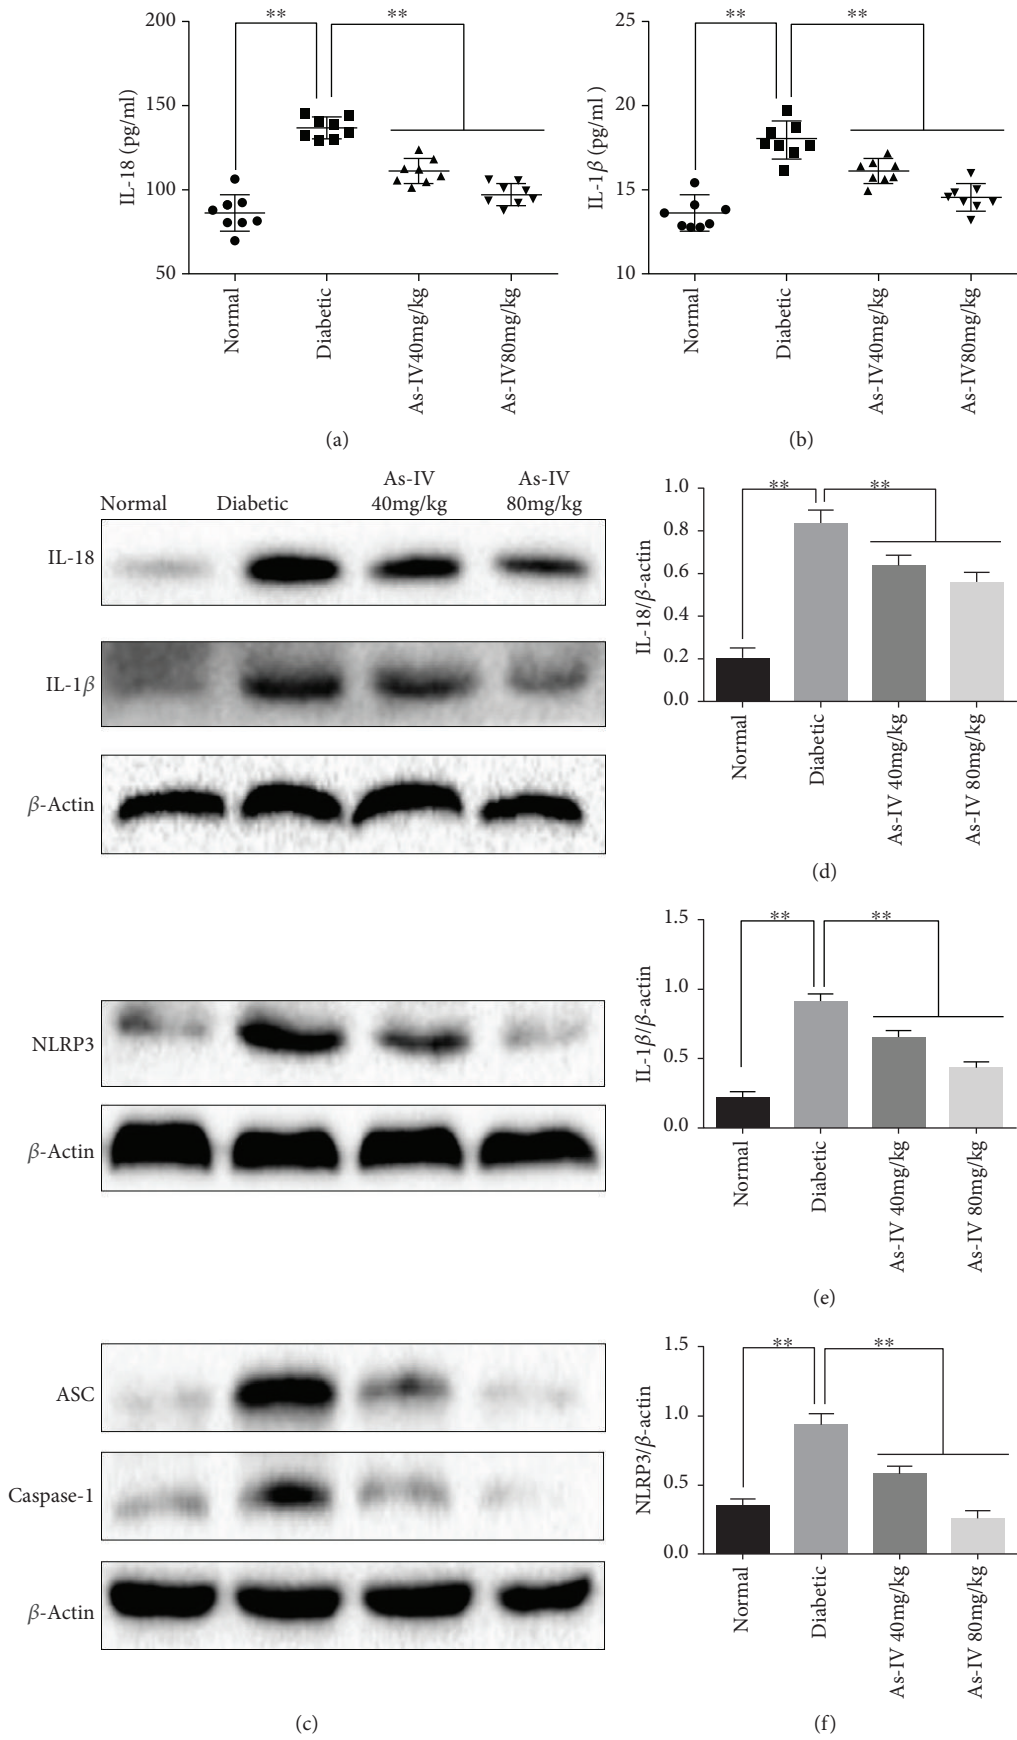 200
150
100
50
IL-18 (pg/ml)
**
**
Normal
Diabetic
As-IV40mg/kg
As-IV80mg/kg
(a)
25
20
15
10
IL-1β (pg/ml )
**
**
Normal
Diabetic
As-IV40mg/kg
As-IV80mg/kg
(b)
Normal
Diabetic
As-IV
40mg/kg
As-IV
80mg/kg
IL-18
IL-1β
β-Actin
NLRP3
β-Actin
ASC
Caspase-1
β-Actin
(c)
1.0
0.8
0.6
0.4
0.2
0.0
IL-18/β-actin
**
**
Normal
Diabetic
As-IV 40mg/kg
As-IV 80mg/kg
(d)
1.5
1.0
0.5
0.0
IL-1β/β-actin
**
**
Normal
Diabetic
As-IV 40mg/kg
As-IV 80mg/kg
(e)
1.5
1.0
0.5
0.0
NLRP3/β-actin
**
**
Normal
Diabetic
As-IV 40mg/kg
As-IV 80mg/kg
(f)